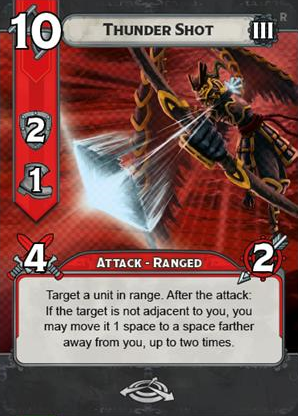 10
THUNDER SHOT
III
R
2
1
4
ATTACK - RANGED
2
Target a unit in range. After the attack:
If the target is not adjacent to you, you
may move it 1 space to a space farther
away from you, up to two times.